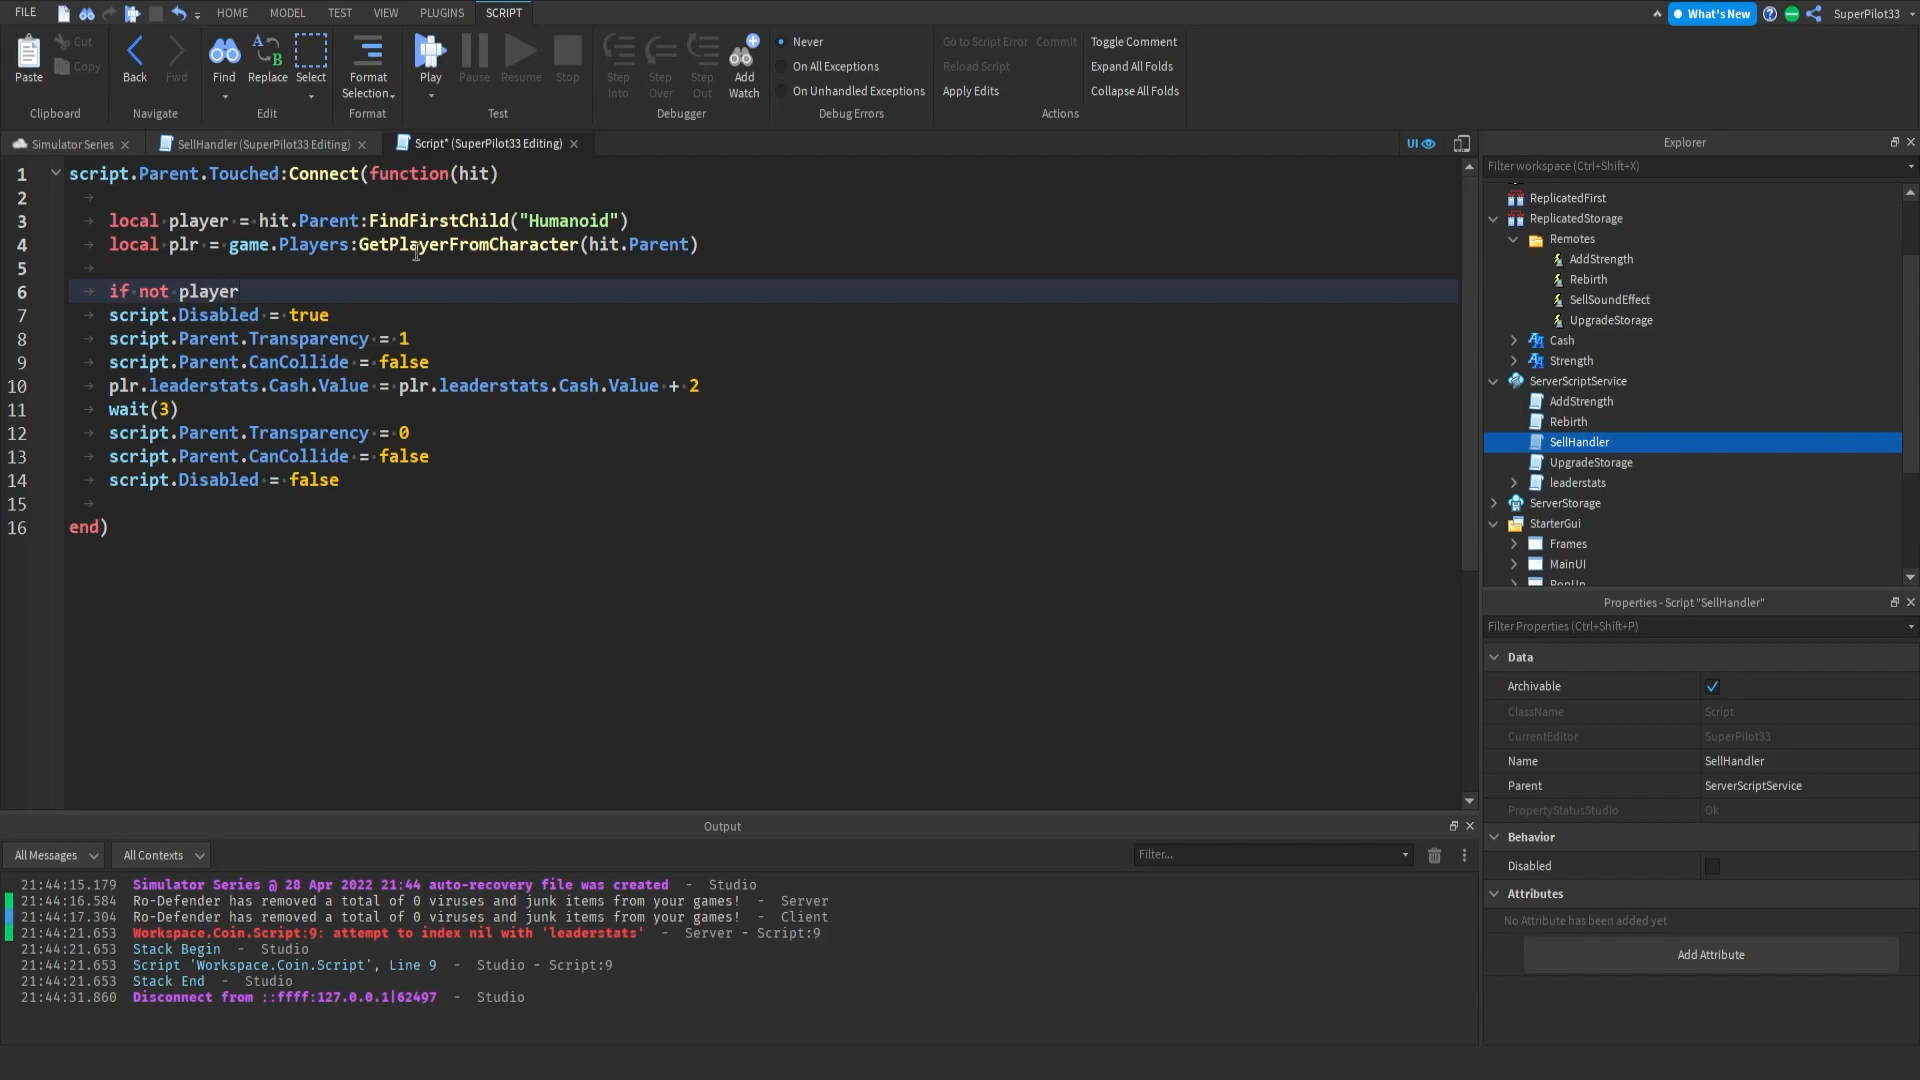 FILE HOME MODEL TEST VIEW PLUGINS SCRIPT What's New SuperPilot33
Paste Cut Copy Back Fwd Find Replace Select Format Selection Play Pause Resume Stop Step Into Step Over Step Out Add Watch
Never
On All Exceptions
On Unhandled Exceptions
Go to Script Error Commit
Reload Script
Apply Edits
Toggle Comment
Expand All Folds
Collapse All Folds
Clipboard Navigate Edit Format Test Debugger Debug Errors Actions
Simulator Series SellHandler (SuperPilot33 Editing) Script* (SuperPilot33 Editing) UI
1 script.Parent.Touched:Connect(function(hit)
2
3 local player = hit.Parent:FindFirstChild("Humanoid")
4 local plr = game.Players:GetPlayerFromCharacter(hit.Parent)
5
6 if not player
7 script.Disabled = true
8 script.Parent.Transparency = 1
9 script.Parent.CanCollide = false
10 plr.leaderstats.Cash.Value = plr.leaderstats.Cash.Value + 2
11 wait(3)
12 script.Parent.Transparency = 0
13 script.Parent.CanCollide = false
14 script.Disabled = false
15
16 end)
Explorer
Filter workspace (Ctrl+Shift+X)
ReplicatedFirst
ReplicatedStorage
Remotes
AddStrength
Rebirth
SellSoundEffect
UpgradeStorage
Cash
Strength
ServerScriptService
AddStrength
Rebirth
SellHandler
UpgradeStorage
leaderstats
ServerStorage
StarterGui
Frames
MainUI
PopUp
Properties - Script "SellHandler"
Filter Properties (Ctrl+Shift+P)
Data
Archivable
ClassName Script
CurrentEditor SuperPilot33
Name SellHandler
Parent ServerScriptService
PropertyStatusStudio Ok
Behavior
Disabled
Attributes
No Attribute has been added yet
Add Attribute
Output
All Messages All Contexts Filter...
21:44:15.179 Simulator Series @ 28 Apr 2022 21:44 auto-recovery file was created - Studio
21:44:16.584 Ro-Defender has removed a total of 0 viruses and junk items from your games! - Server
21:44:17.304 Ro-Defender has removed a total of 0 viruses and junk items from your games! - Client
21:44:21.653 Workspace.Coin.Script:9: attempt to index nil with 'leaderstats' - Server - Script:9
21:44:21.653 Stack Begin - Studio
21:44:21.653 Script 'Workspace.Coin.Script', Line 9 - Studio - Script:9
21:44:21.653 Stack End - Studio
21:44:31.860 Disconnect from ::ffff:127.0.0.1|62497 - Studio